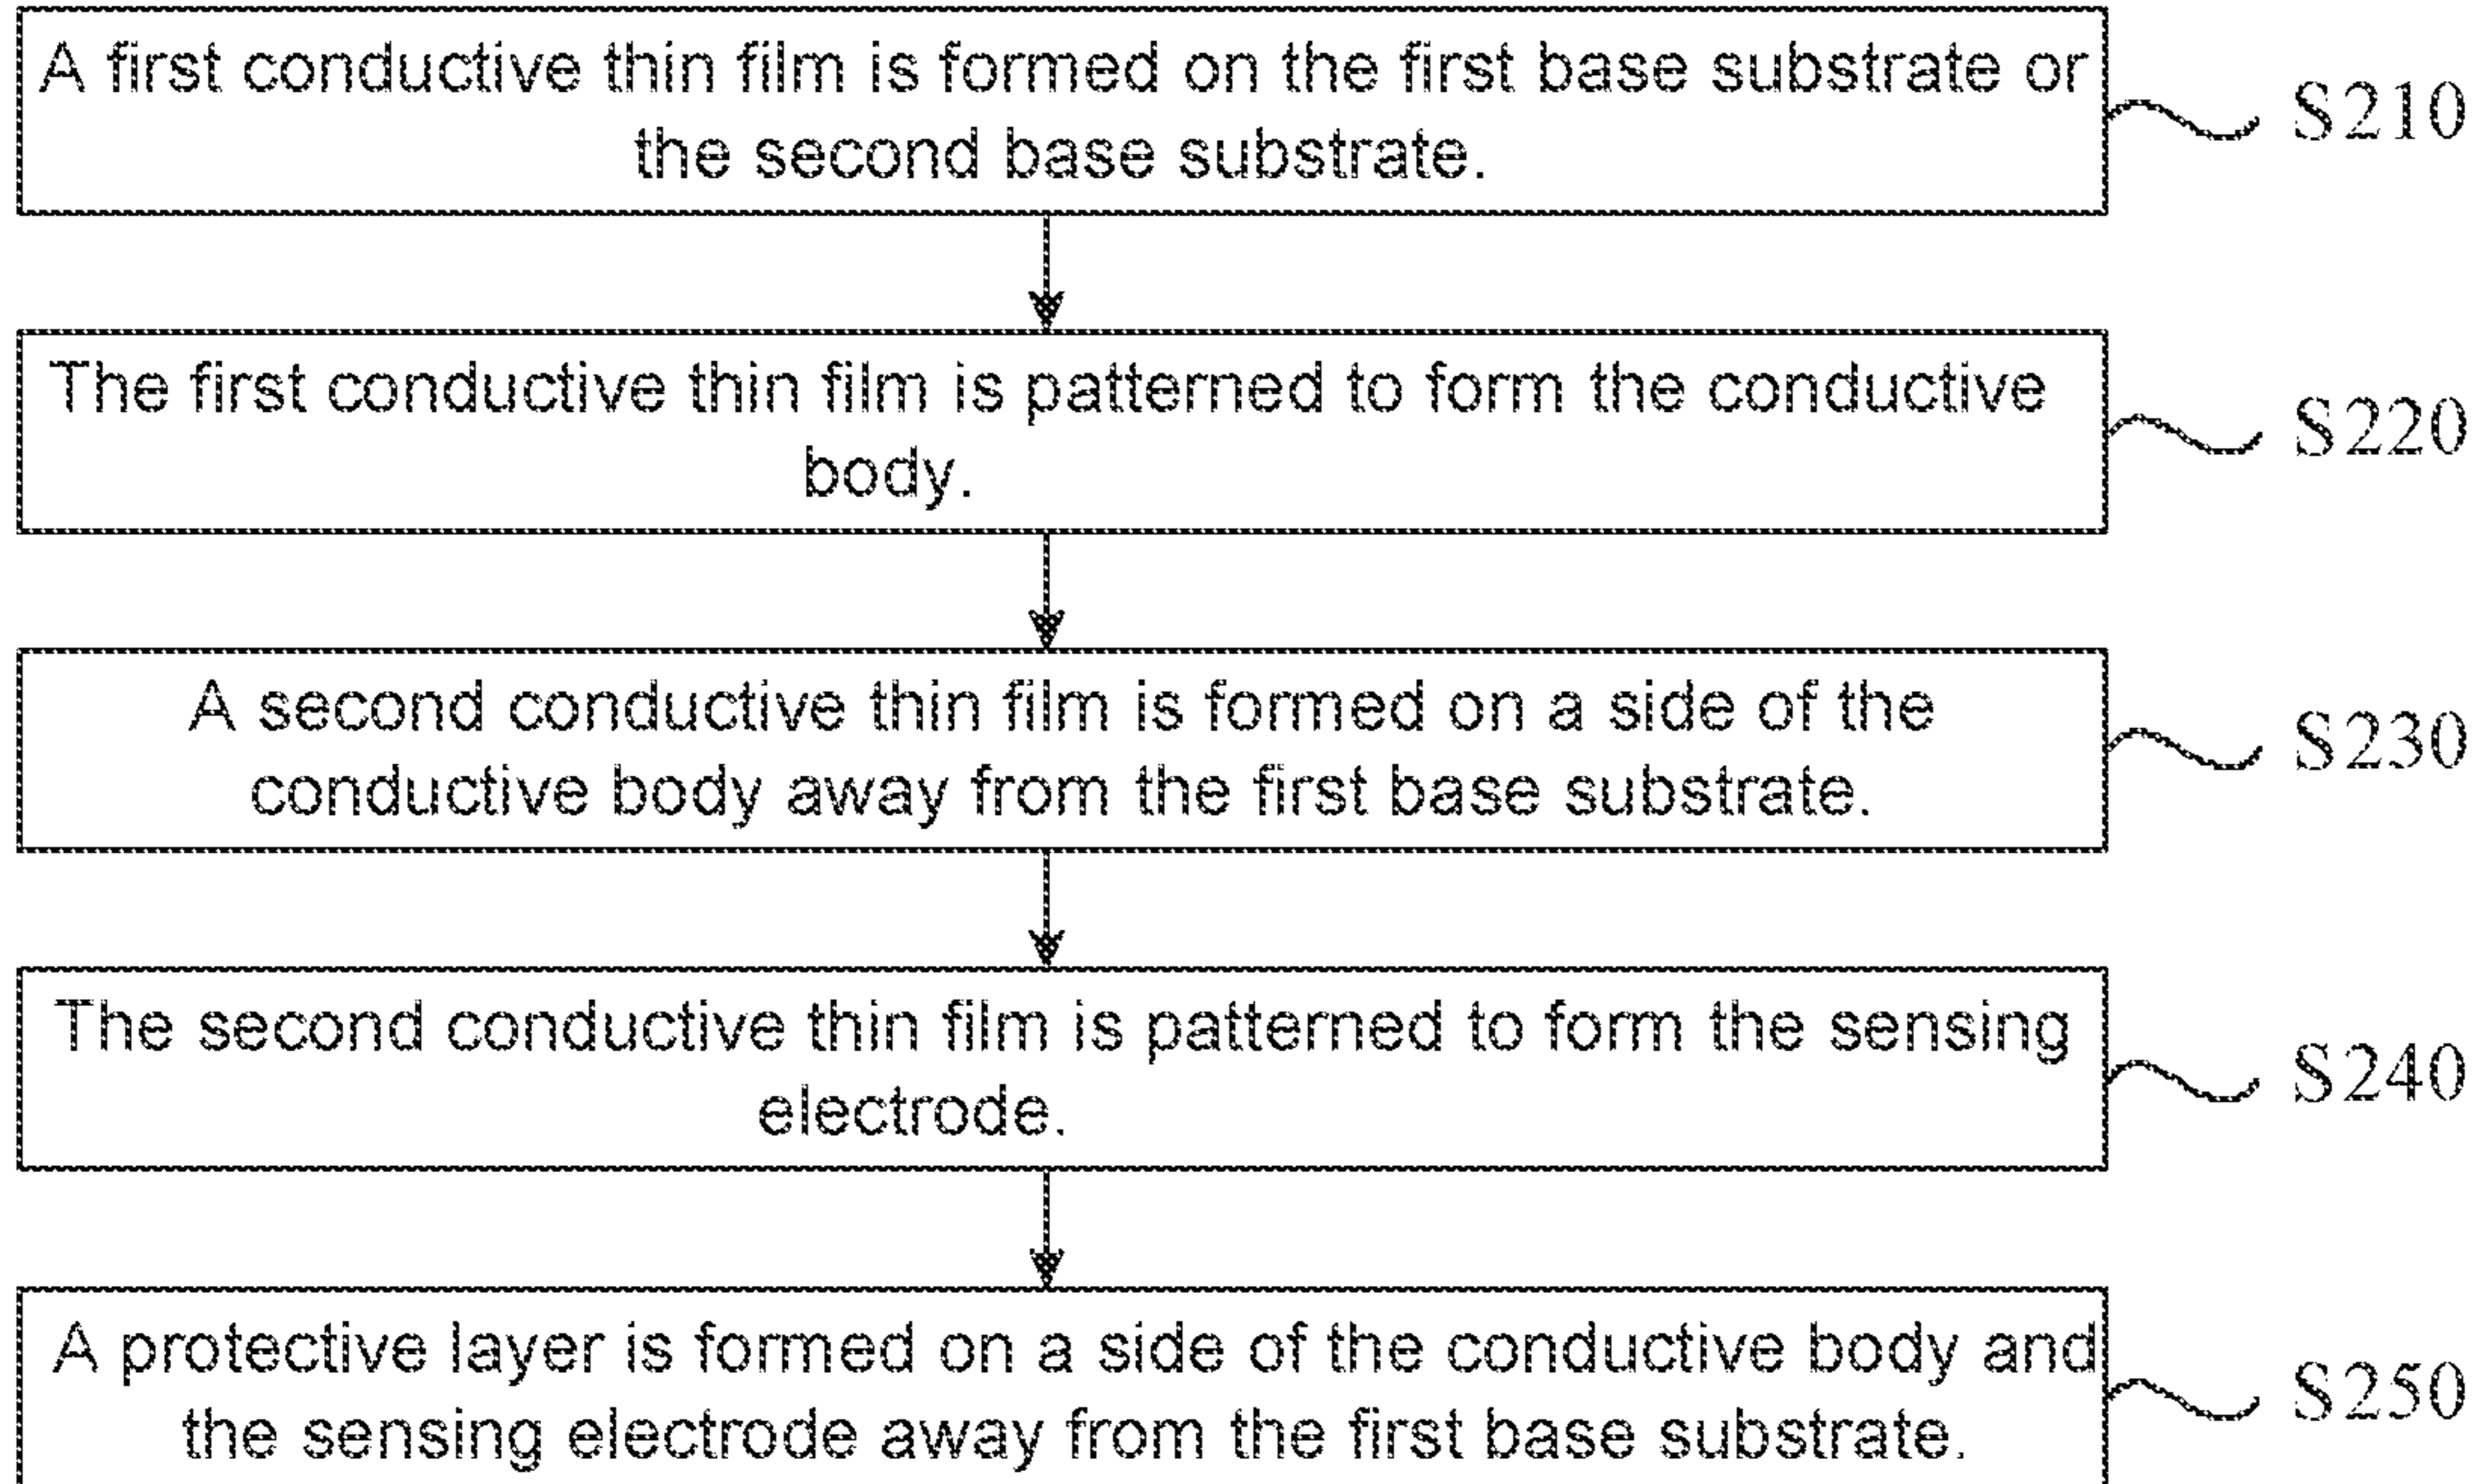 A first conductive thin film is formed on the first base substrate or
the second base substrate.
S210
The first conductive thin film is patterned to form the conductive
body.
S220
A second conductive thin film is formed on a side of the
conductive body away from the first base substrate.
S230
The second conductive thin film is patterned to form the sensing
electrode.
S240
A protective layer is formed on a side of the conductive body and
the sensing electrode away from the first base substrate.
S250